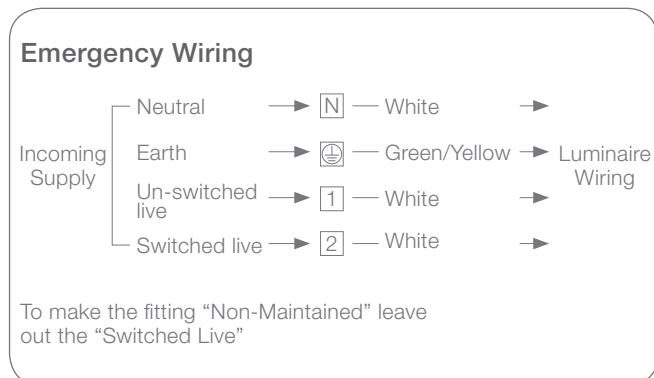 Emergency Wiring
Neutral N White
Incoming Supply Earth Green/Yellow Luminaire Wiring
Un-switched live 1 White
Switched live 2 White
To make the fitting “Non-Maintained” leave
out the “Switched Live”